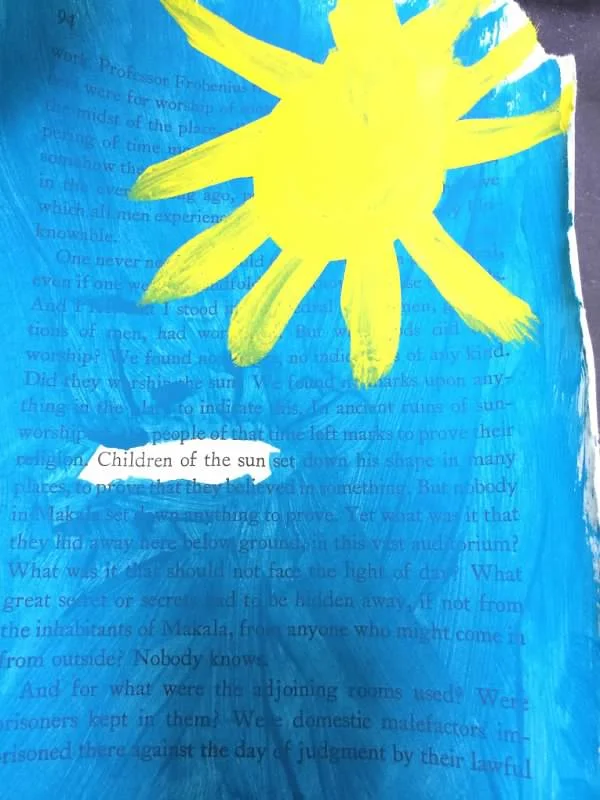 94
work. Professor Frobenius
here were for worship of
the midst of the place,
pering of time
somehow the
in the ever ago,
which all men experience
knowable.
One never
even if one
And I I stood
tions of men, had But
worship? We found no indic of any kind.
Did they worship the sun? We found no marks upon any-
thing in the place to indicate this. In ancient ruins of sun-
worship people of that time left marks to prove their
religion. Children of the sun set down his shape in many
places, to prove that they believed in something. But nobody
in Makala set down anything to prove. Yet what was it that
they hid away here below ground, in this vast auditorium?
What was it that should not face the light of day? What
great secret or secrets had to be hidden away, if not from
the inhabitants of Makala, from anyone who might come in
from outside? Nobody knows.
And for what were the adjoining rooms used? Were
prisoners kept in them? Were domestic malefactors im-
prisoned there against the day of judgment by their lawful